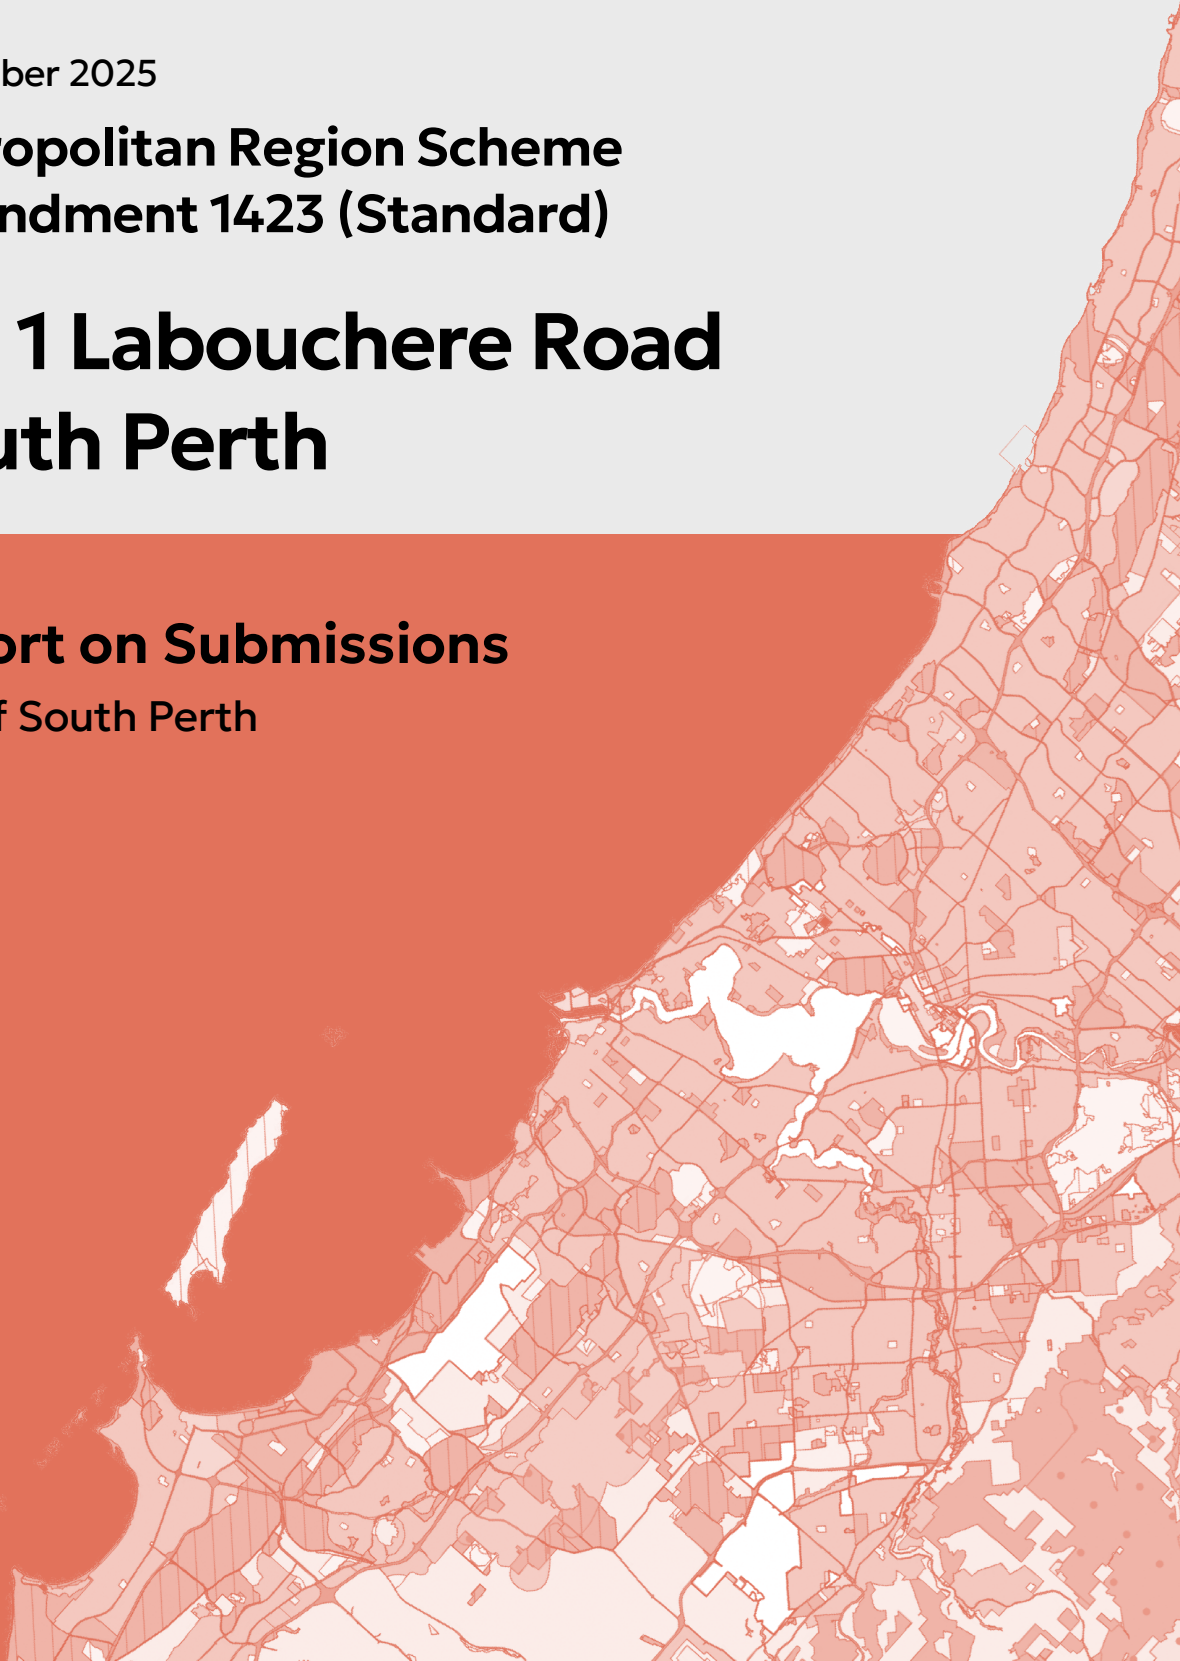 ber 2025
ropolitan Region Scheme
ndment 1423 (Standard)
1 Labouchere Road
uth Perth
ort on Submissions
f South Perth